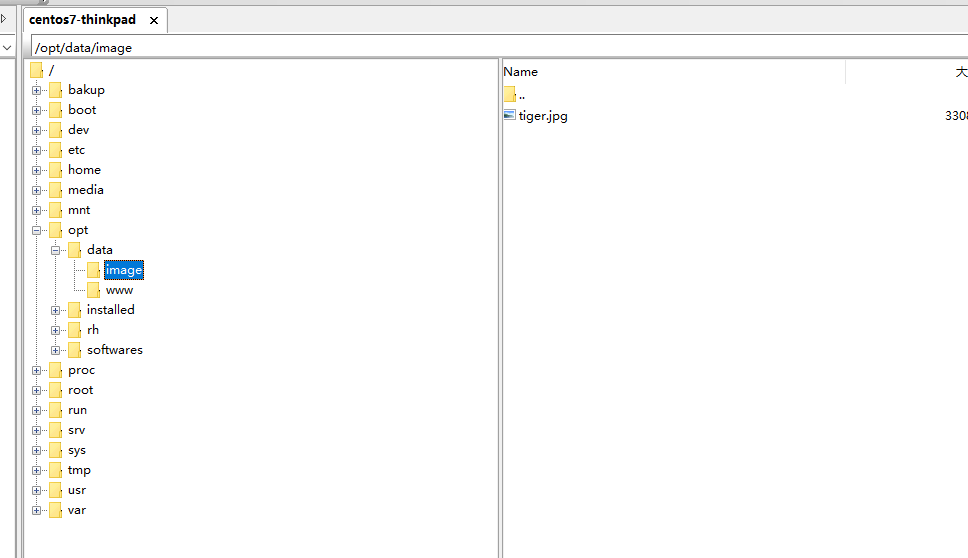 centos7-thinkpad
/opt/data/image
/
bakup
boot
dev
etc
home
media
mnt
opt
data
image
www
installed
rh
softwares
proc
root
run
srv
sys
tmp
usr
var
Name 大
..
tiger.jpg 3308